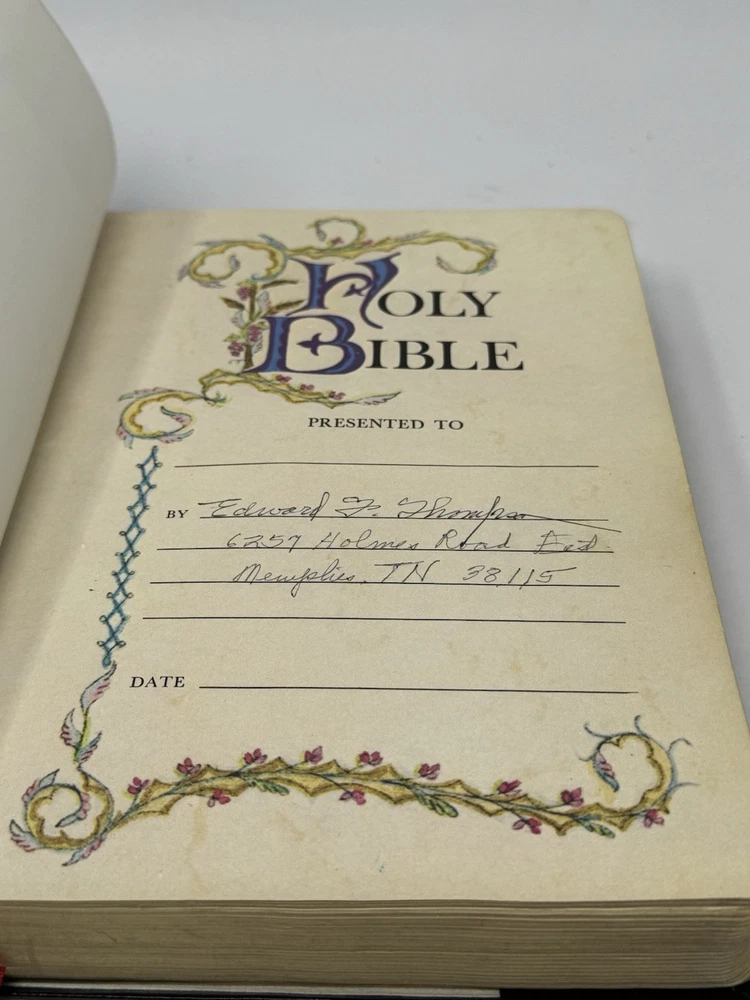 HOLY
BIBLE
PRESENTED TO
BY Edward F. Thompson
6257 Holmes Road Ext.
Memphis, TN 38115
DATE